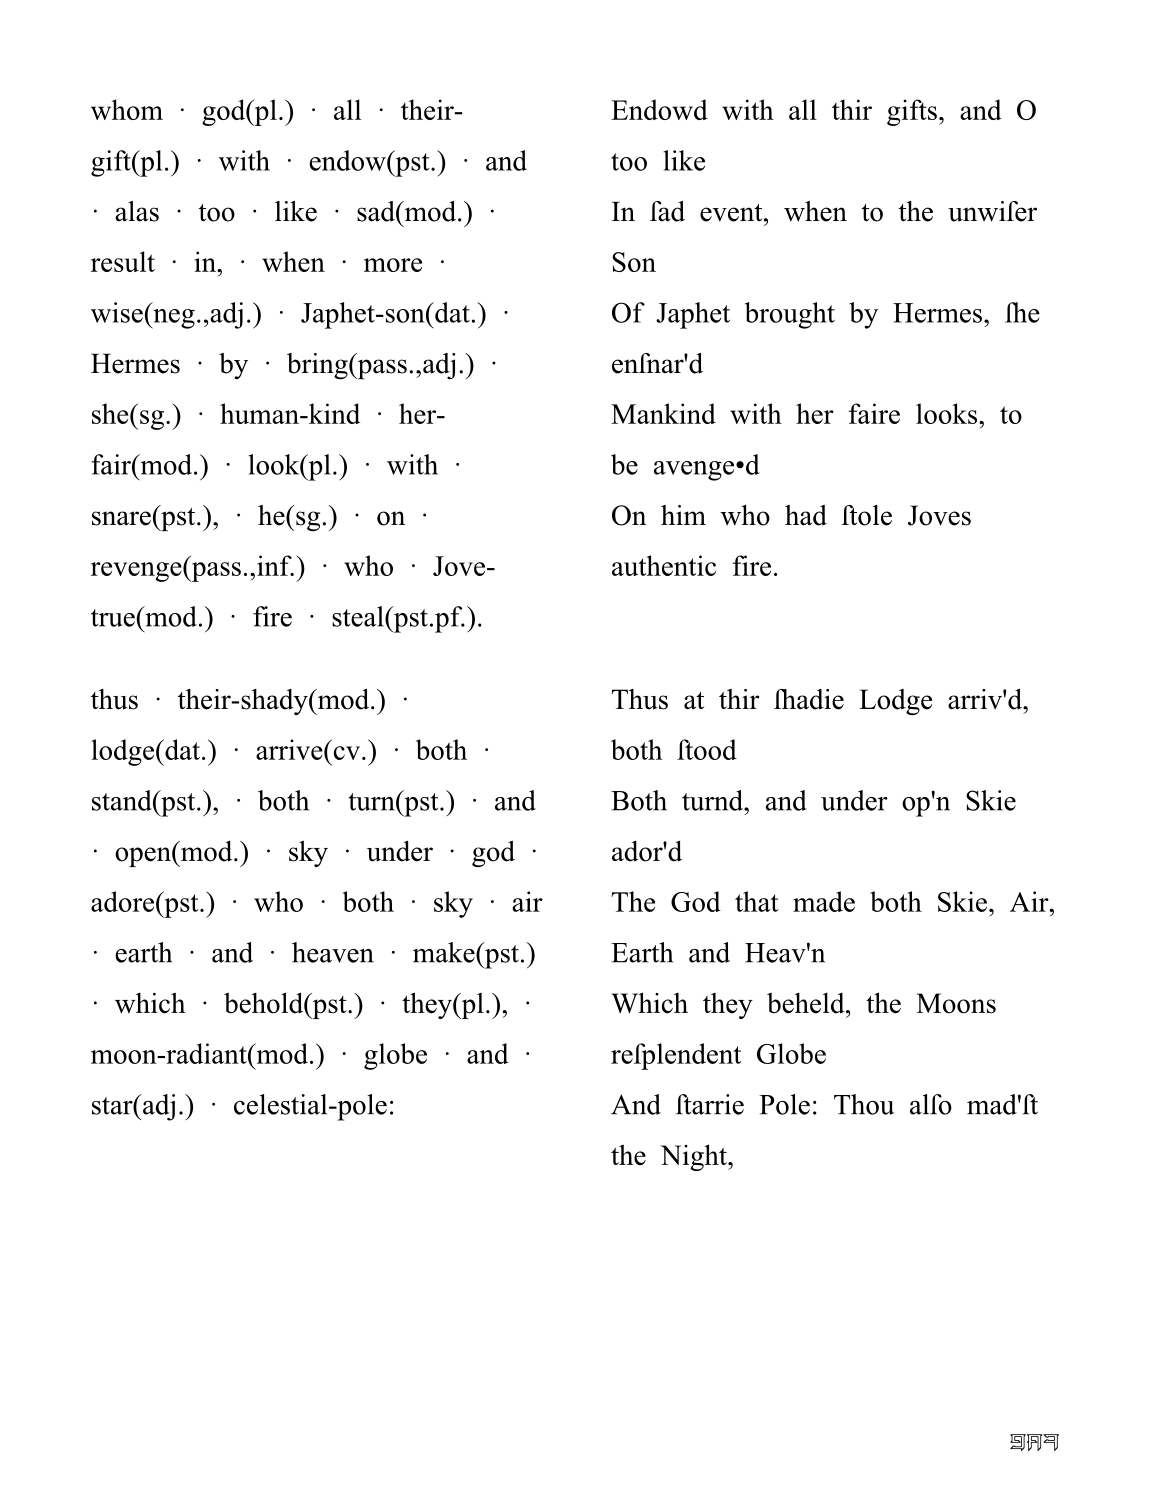 whom · god(pl.) · all · their-
gift(pl.) · with · endow(pst.) · and
· alas · too · like · sad(mod.) ·
result · in, · when · more ·
wise(neg.,adj.) · Japhet-son(dat.) ·
Hermes · by · bring(pass.,adj.) ·
she(sg.) · human-kind · her-
fair(mod.) · look(pl.) · with ·
snare(pst.), · he(sg.) · on ·
revenge(pass.,inf.) · who · Jove-
true(mod.) · fire · steal(pst.pf.).
Endowd with all thir gifts, and O
too like
In ſad event, when to the unwiſer
Son
Of Japhet brought by Hermes, ſhe
enſnar'd
Mankind with her faire looks, to
be avenge•d
On him who had ſtole Joves
authentic fire.
thus · their-shady(mod.) ·
lodge(dat.) · arrive(cv.) · both ·
stand(pst.), · both · turn(pst.) · and
· open(mod.) · sky · under · god ·
adore(pst.) · who · both · sky · air
· earth · and · heaven · make(pst.)
· which · behold(pst.) · they(pl.), ·
moon-radiant(mod.) · globe · and ·
star(adj.) · celestial-pole:
Thus at thir ſhadie Lodge arriv'd,
both ſtood
Both turnd, and under op'n Skie
ador'd
The God that made both Skie, Air,
Earth and Heav'n
Which they beheld, the Moons
reſplendent Globe
And ſtarrie Pole: Thou alſo mad'ſt
the Night,